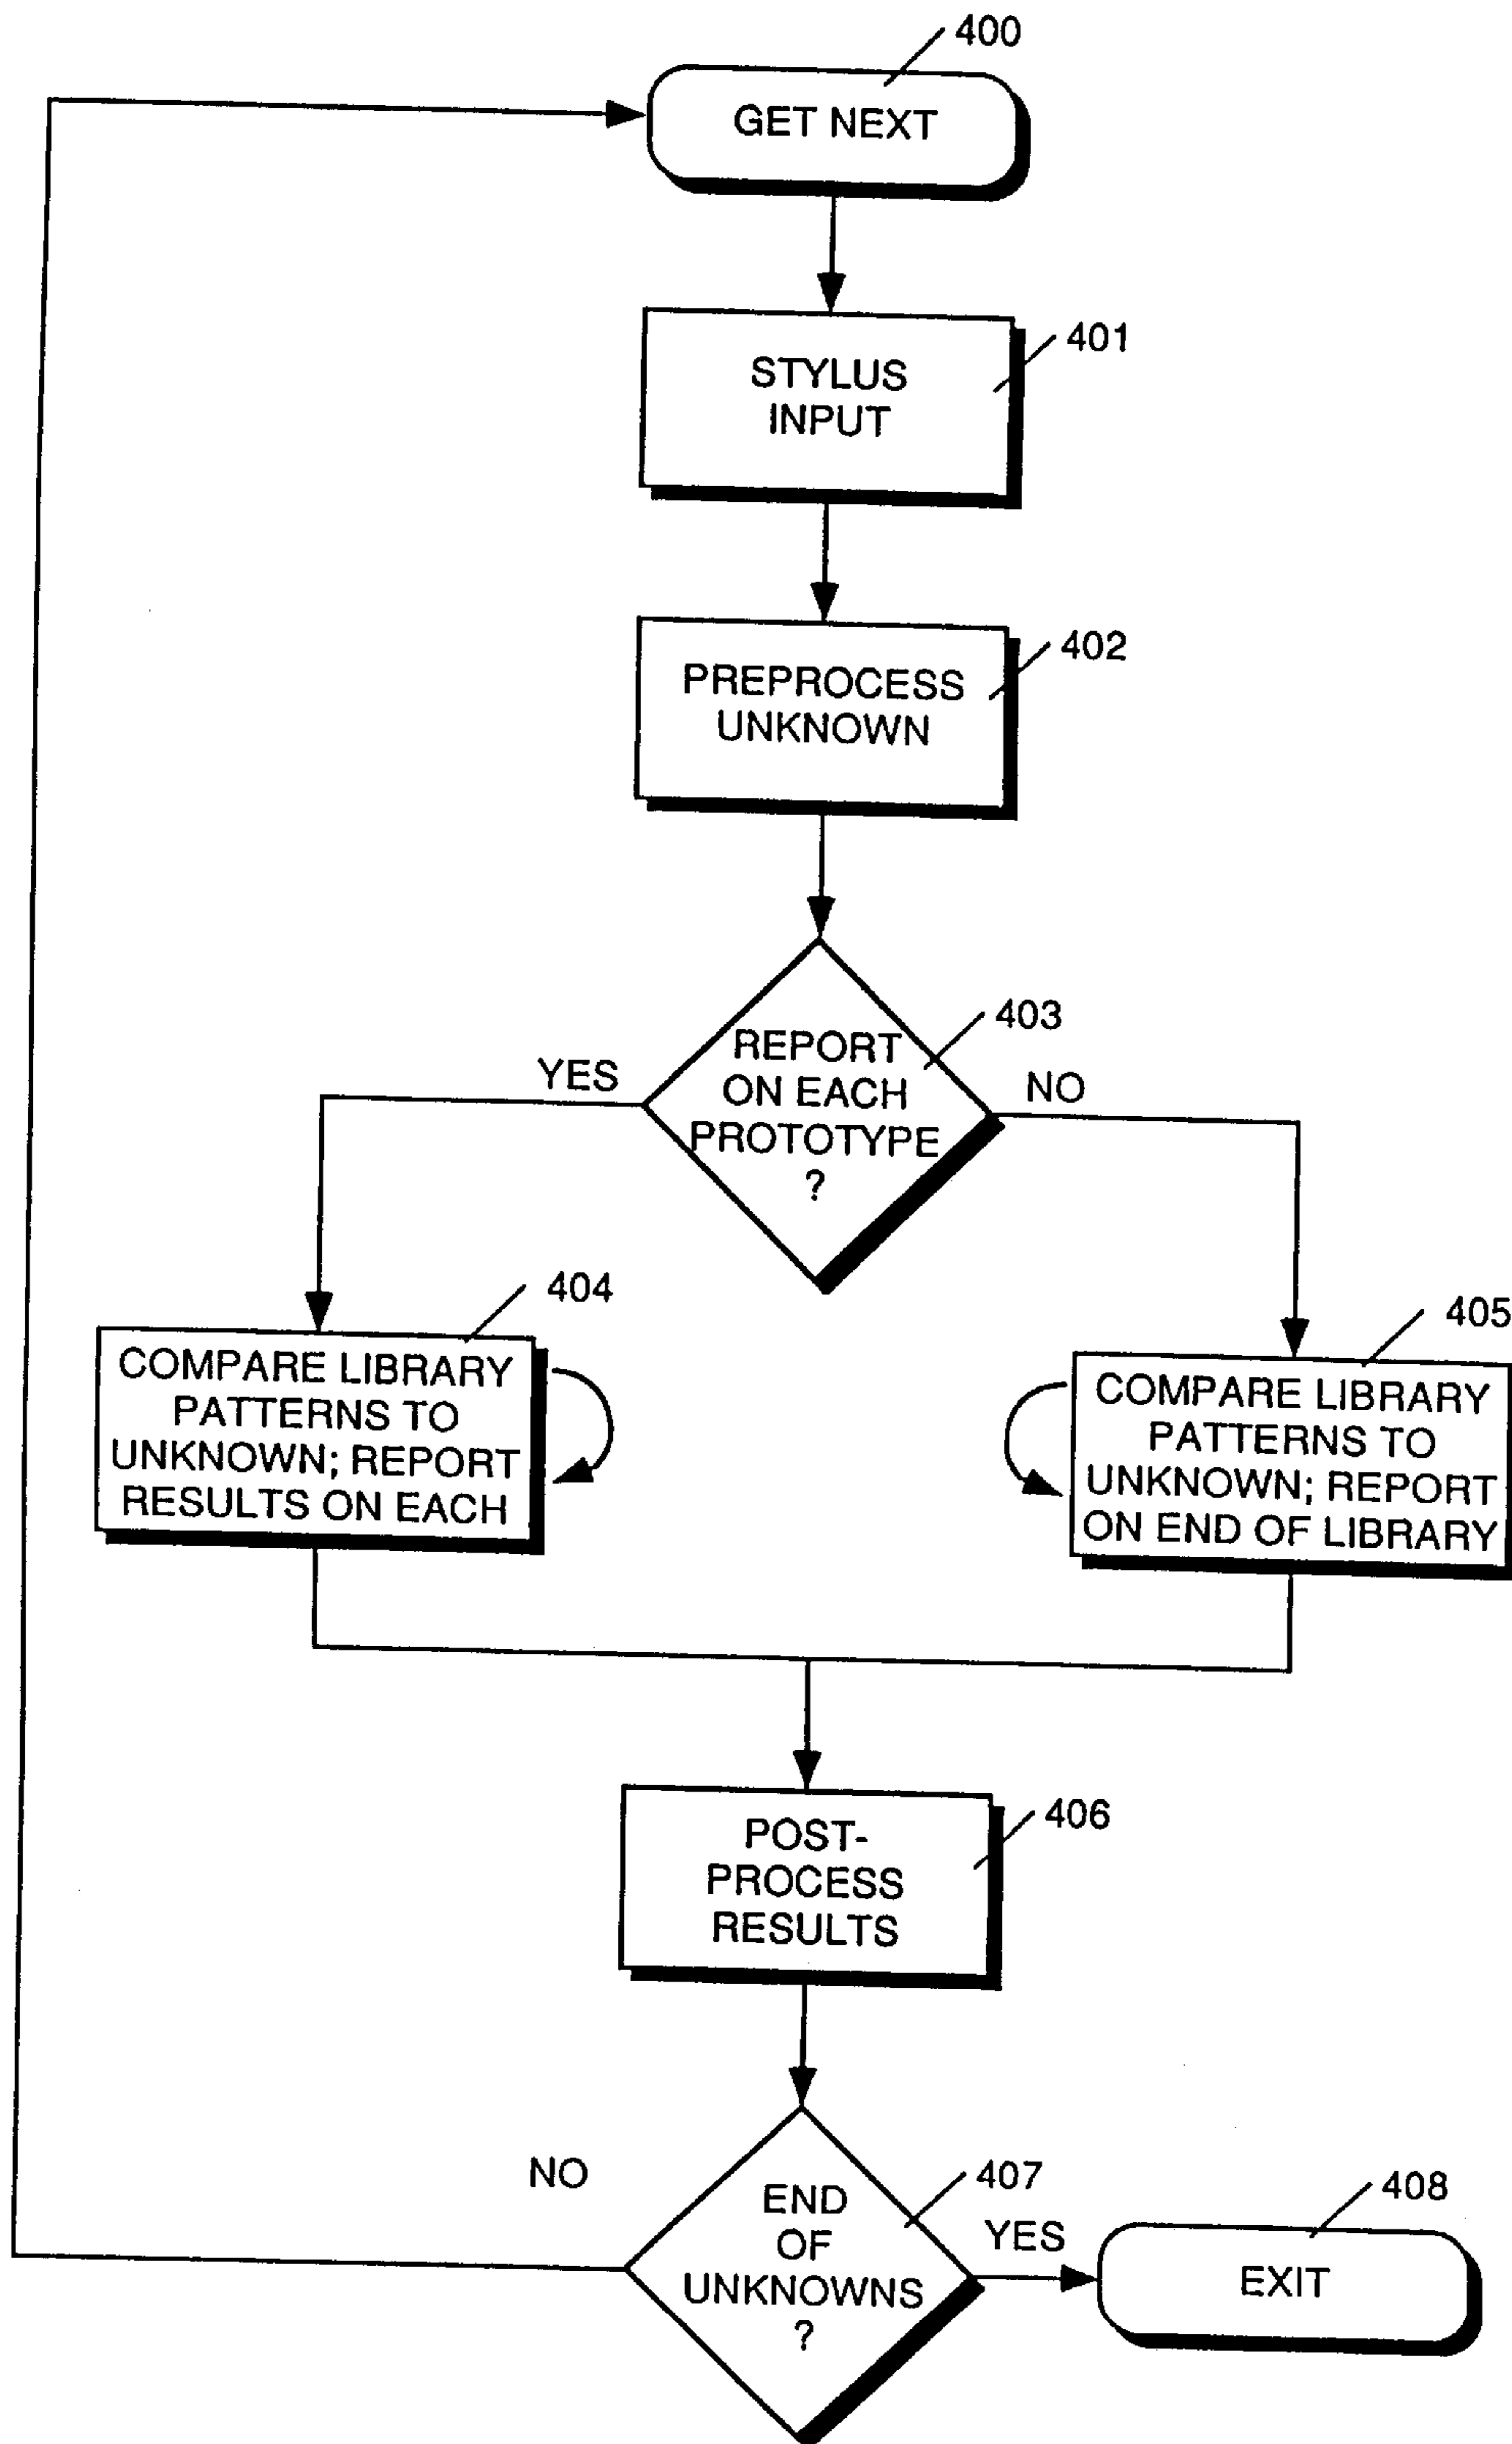 400
GET NEXT
401
STYLUS
INPUT
402
PREPROCESS
UNKNOWN
403
REPORT
ON EACH
PROTOTYPE
?
YES
NO
404
COMPARE LIBRARY
PATTERNS TO
UNKNOWN; REPORT
RESULTS ON EACH
405
COMPARE LIBRARY
PATTERNS TO
UNKNOWN; REPORT
ON END OF LIBRARY
406
POST-
PROCESS
RESULTS
NO
407
END
OF
UNKNOWNS
?
YES
408
EXIT